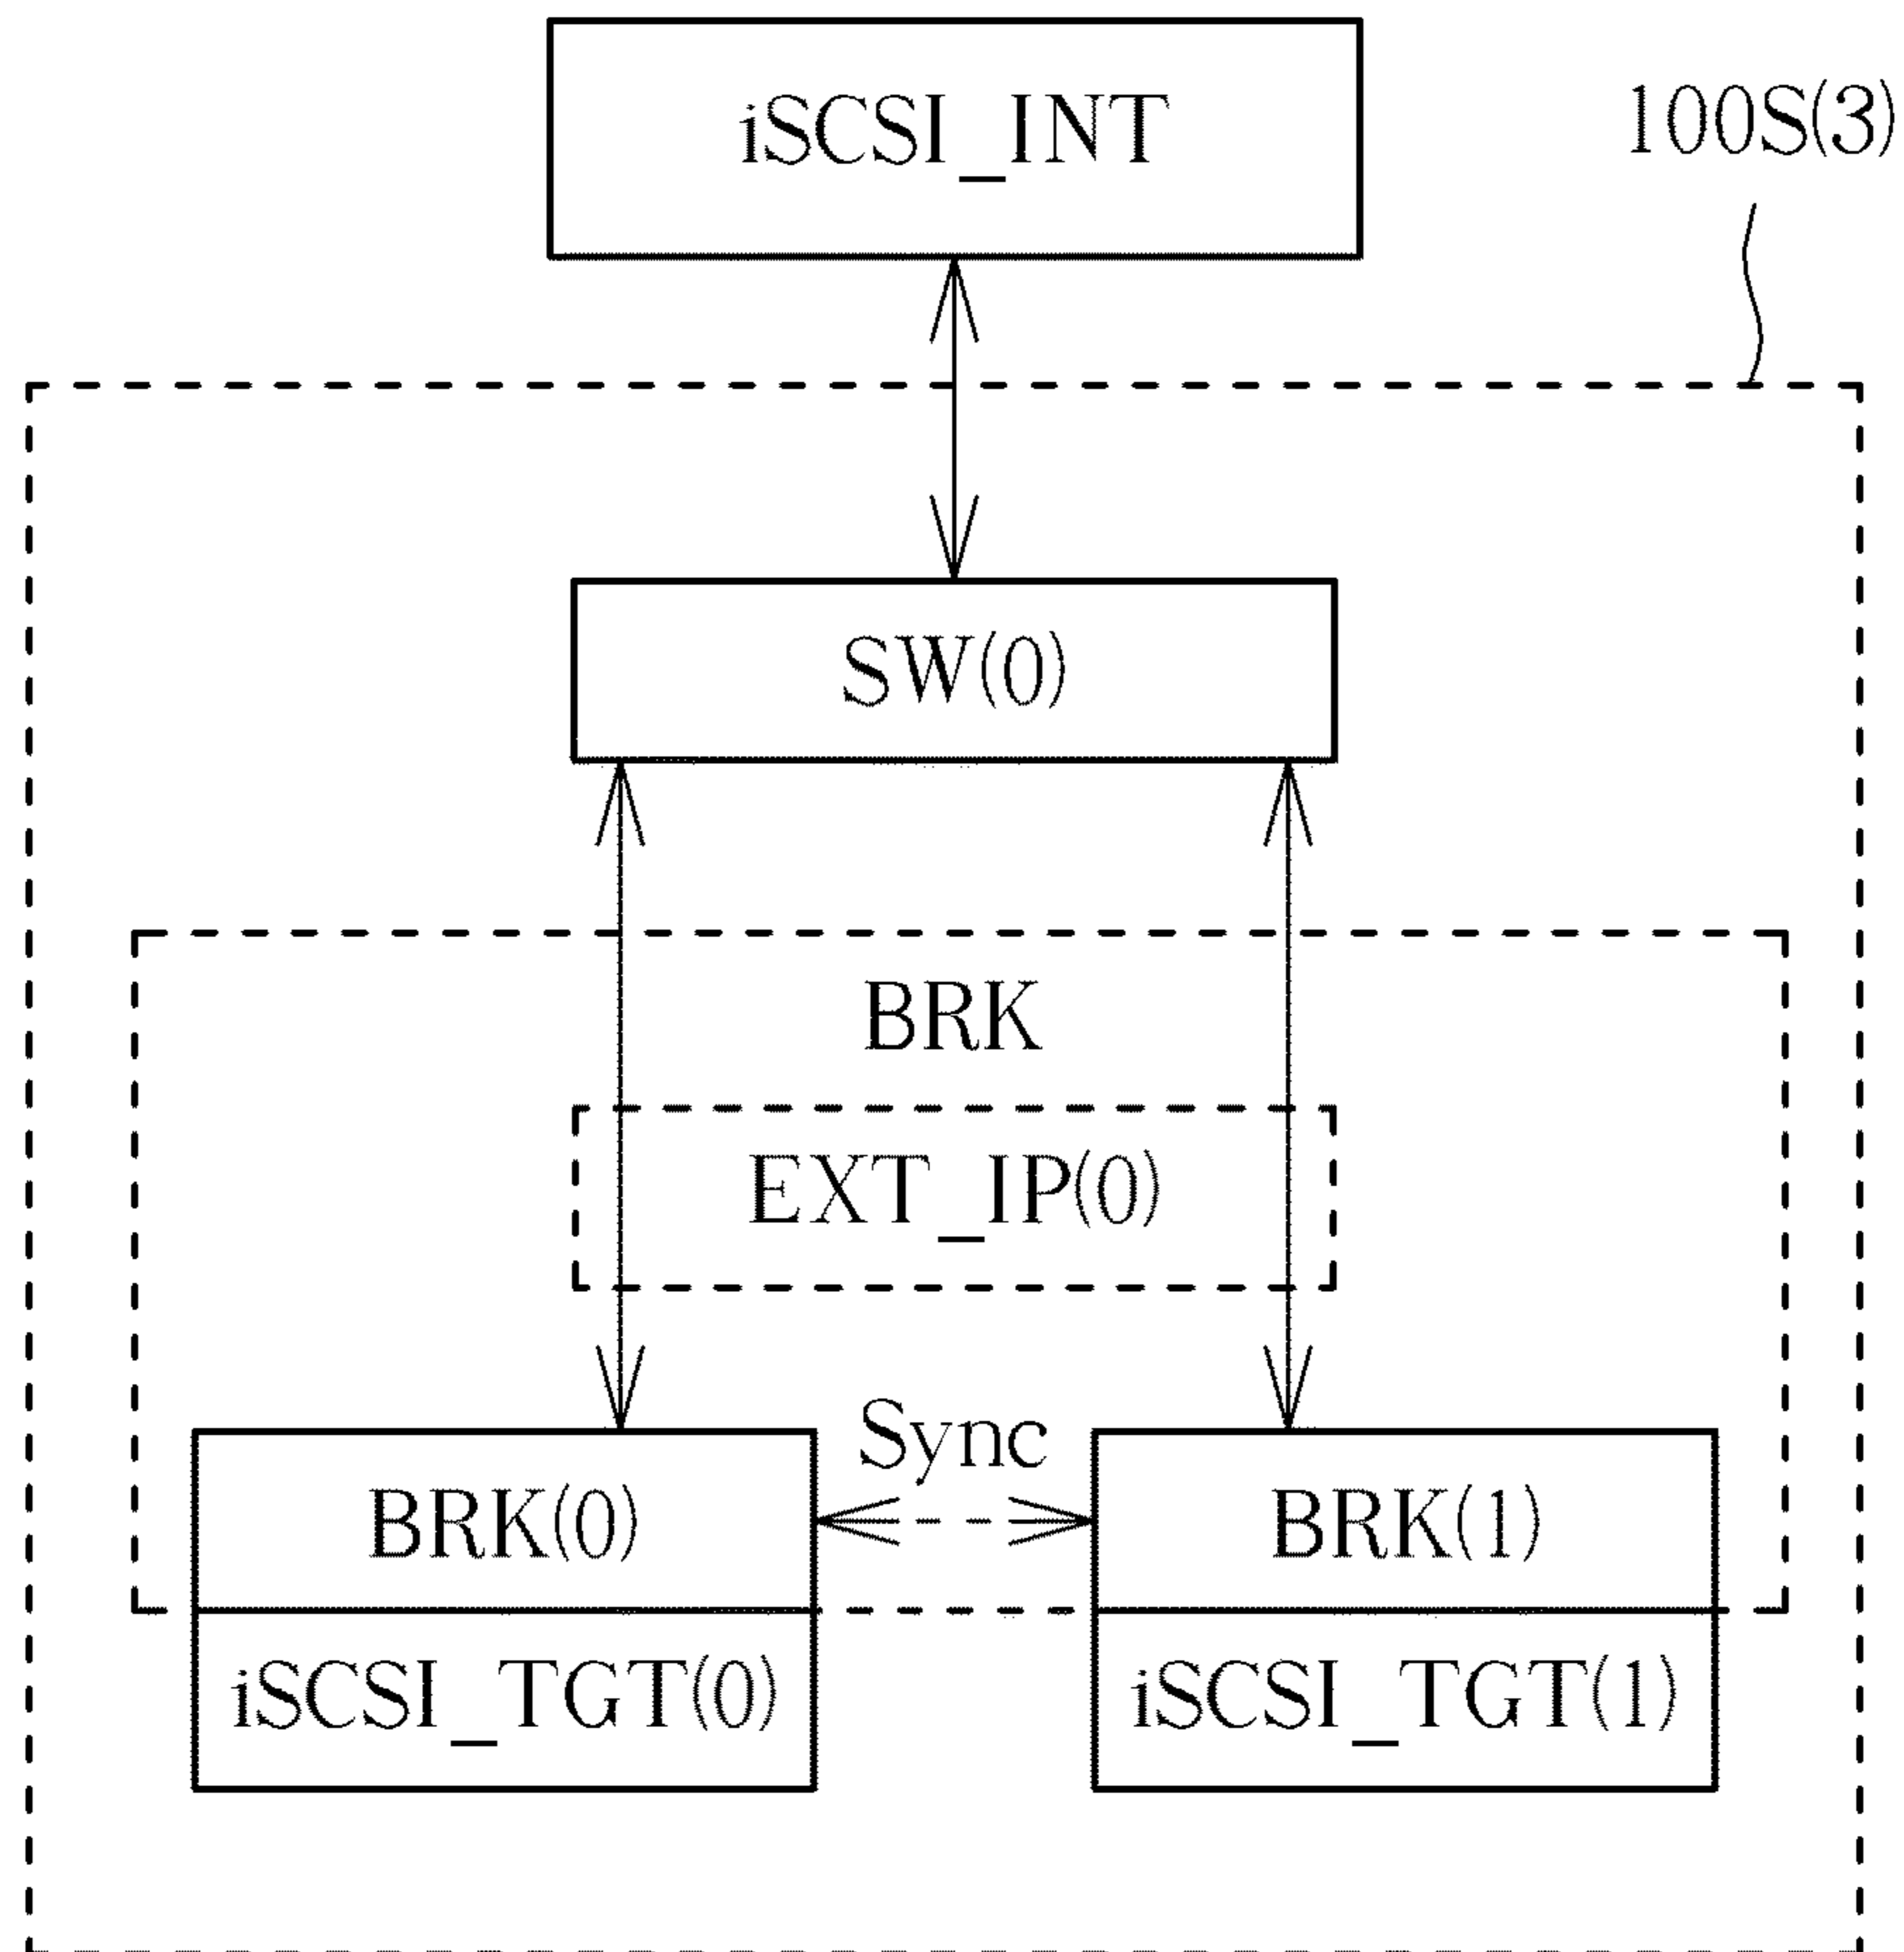 iSCSI_INT
100S(3)
SW(0)
BRK
EXT_IP(0)
Sync
BRK(0)
BRK(1)
iSCSI_TGT(0)
iSCSI_TGT(1)